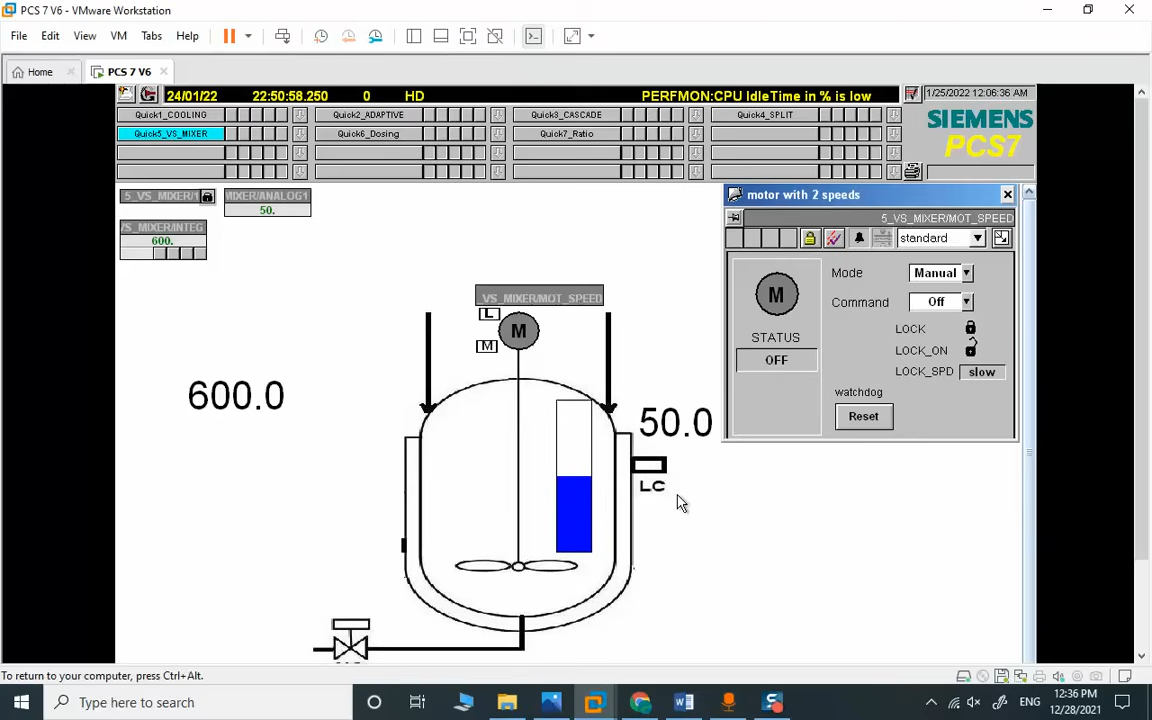 PCS 7 V6 - VMware Workstation
File Edit View VM Tabs Help
Home
PCS 7 V6
24/01/22 22:50:58.250 0 HD PERFMON:CPU IdleTime in % is low
1/25/2022 12:06:36 AM
Quick1_COOLING Quick2_ADAPTIVE Quick3_CASCADE Quick4_SPLIT
Quick5_VS_MIXER Quick6_Dosing Quick7_Ratio
SIEMENS
PCS7
5_VS_MIXER/1
MIXER/ANALOG1
50.
/S_MIXER/INTEG
600.
motor with 2 speeds
5_VS_MIXER/MOT_SPEED
standard
M
STATUS
OFF
Mode Manual
Command Off
LOCK
LOCK_ON
LOCK_SPD slow
watchdog
Reset
_VS_MIXER/MOT_SPEED
L
M
M
600.0
50.0
LC
To return to your computer, press Ctrl+Alt.
Type here to search
ENG
12:36 PM
12/28/2021